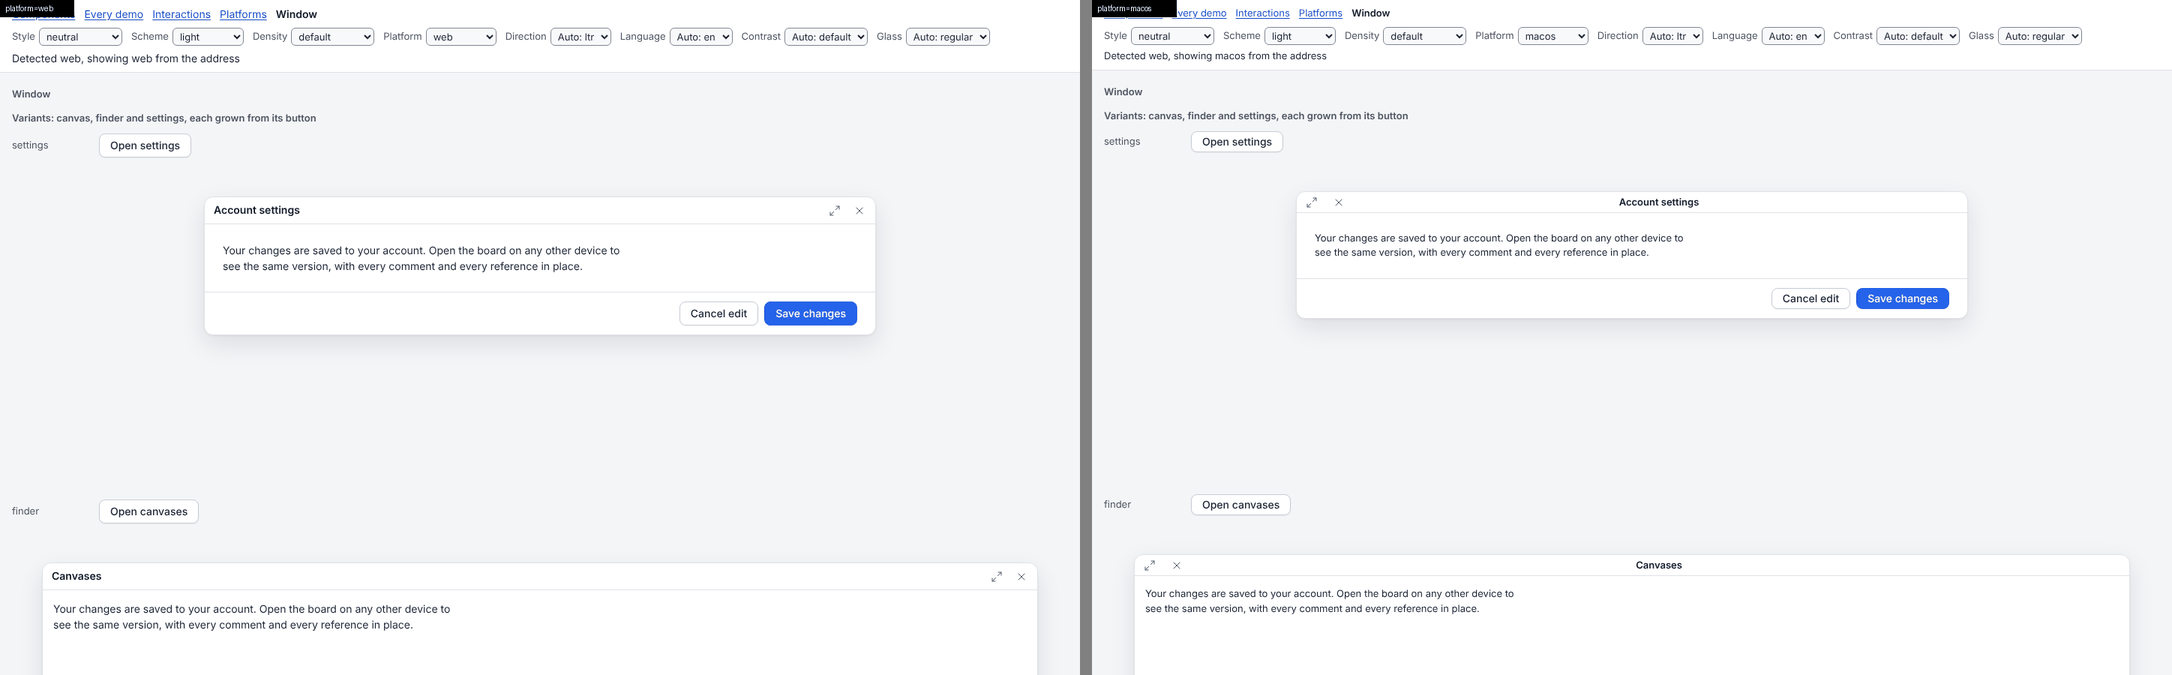 platform=web
Every demo Interactions Platforms Window
Style neutral Scheme light Density default Platform web Direction Auto: ltr Language Auto: en Contrast Auto: default Glass Auto: regular
Detected web, showing web from the address
Window
Variants: canvas, finder and settings, each grown from its button
settings Open settings
Account settings
Your changes are saved to your account. Open the board on any other device to
see the same version, with every comment and every reference in place.
Cancel edit Save changes
finder Open canvases
Canvases
Your changes are saved to your account. Open the board on any other device to
see the same version, with every comment and every reference in place.
platform=macos
very demo Interactions Platforms Window
Style neutral Scheme light Density default Platform macos Direction Auto: ltr Language Auto: en Contrast Auto: default Glass Auto: regular
Detected web, showing macos from the address
Window
Variants: canvas, finder and settings, each grown from its button
settings Open settings
Account settings
Your changes are saved to your account. Open the board on any other device to
see the same version, with every comment and every reference in place.
Cancel edit Save changes
finder Open canvases
Canvases
Your changes are saved to your account. Open the board on any other device to
see the same version, with every comment and every reference in place.